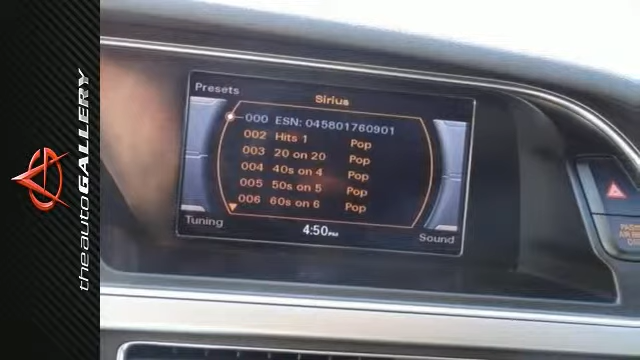 theautoGALLERY
Presets
Sirius
000 ESN: 045801760901
002 Hits 1 Pop
003 20 on 20 Pop
004 40s on 4 Pop
005 50s on 5 Pop
006 60s on 6 Pop
Tuning
4:50PM
Sound